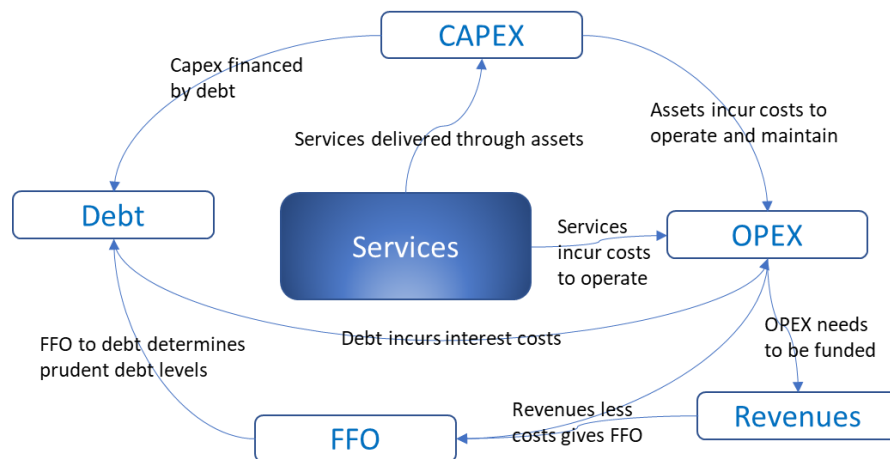 CAPEX
Capex financed
by debt
Assets incur costs to
operate and maintain
Services delivered through assets
Debt
Services
Services
incur costs
to operate
OPEX
FFO to debt determines
prudent debt levels
Debt incurs interest costs
OPEX needs
to be funded
FFO
Revenues less
costs gives FFO
Revenues